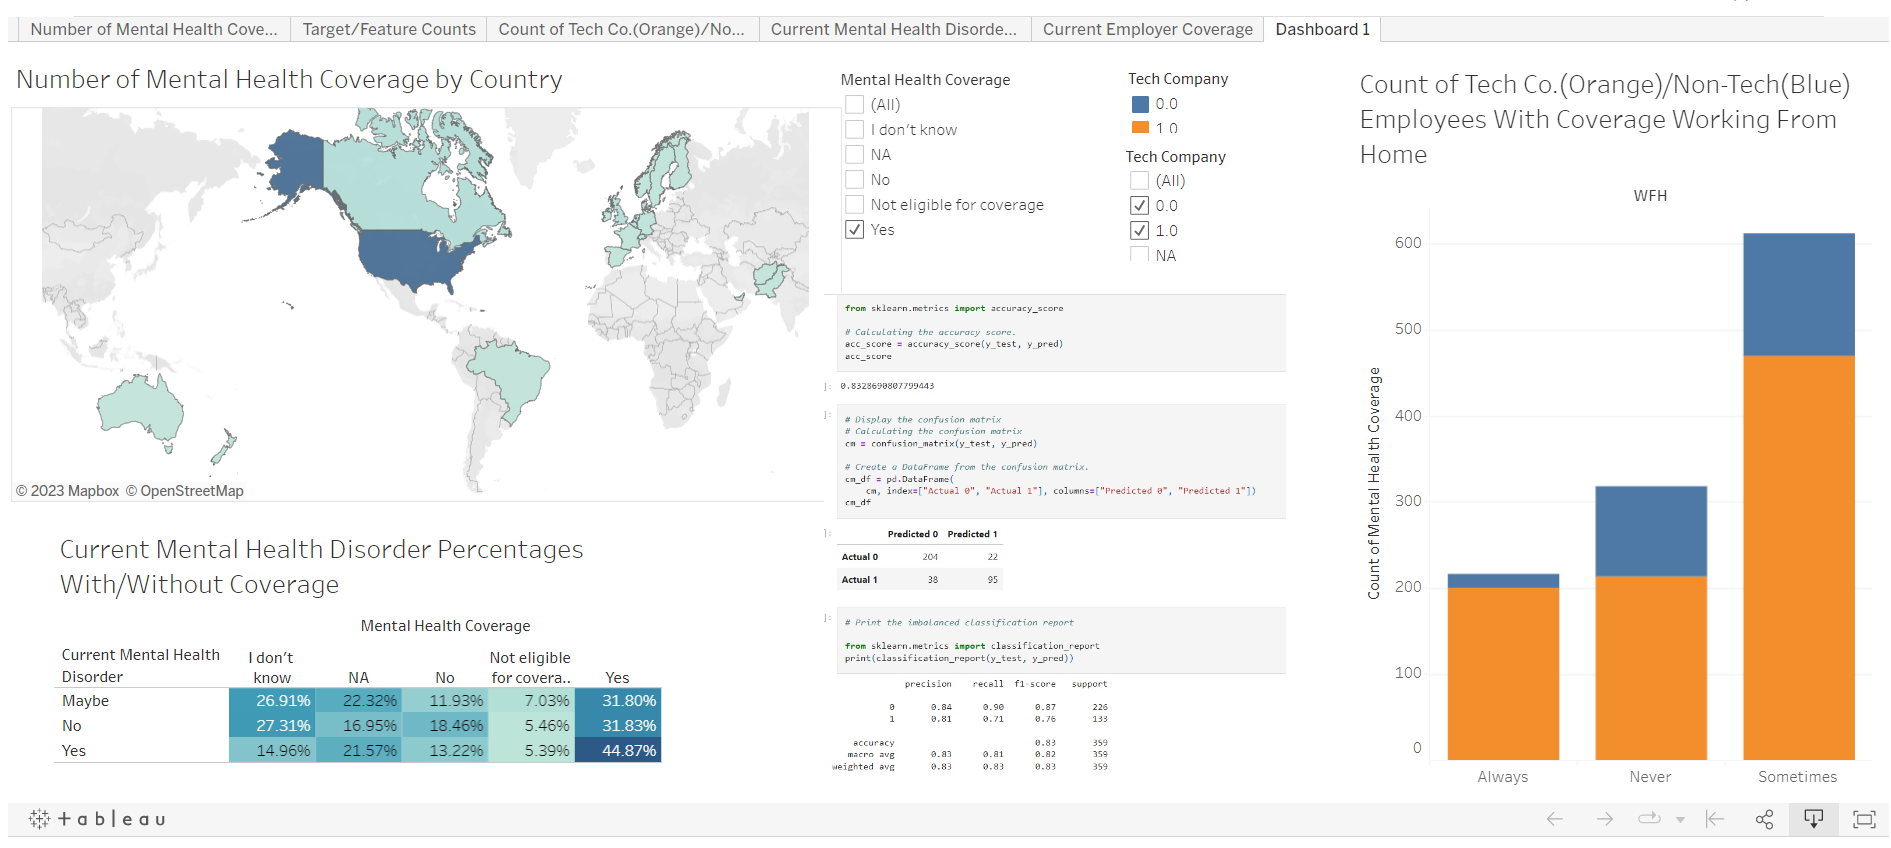 Number of Mental Health Cove...
Target/Feature Counts
Count of Tech Co.(Orange)/No...
Current Mental Health Disorde...
Current Employer Coverage
Dashboard 1
Number of Mental Health Coverage by Country
© 2023 Mapbox © OpenStreetMap
Mental Health Coverage
(All)
I don't know
NA
No
Not eligible for coverage
Yes
Tech Company
0.0
1.0
Tech Company
(All)
0.0
1.0
NA
from sklearn.metrics import accuracy_score
# Calculating the accuracy score.
acc_score = accuracy_score(y_test, y_pred)
acc_score
]: 0.8328690807799443
]:
# Display the confusion matrix
# Calculating the confusion matrix
cm = confusion_matrix(y_test, y_pred)
# Create a DataFrame from the confusion matrix.
cm_df = pd.DataFrame(
cm, index=["Actual 0", "Actual 1"], columns=["Predicted 0", "Predicted 1"])
cm_df
]:
Predicted 0 Predicted 1
Actual 0 204 22
Actual 1 38 95
]:
# Print the imbalanced classification report
from sklearn.metrics import classification_report
print(classification_report(y_test, y_pred))
precision recall f1-score support
0 0.84 0.90 0.87 226
1 0.81 0.71 0.76 133
accuracy 0.83 359
macro avg 0.83 0.81 0.82 359
weighted avg 0.83 0.83 0.83 359
Current Mental Health Disorder Percentages
With/Without Coverage
Mental Health Coverage
Current Mental Health
Disorder
I don't
know
NA
No
Not eligible
for covera..
Yes
Maybe 26.91% 22.32% 11.93% 7.03% 31.80%
No 27.31% 16.95% 18.46% 5.46% 31.83%
Yes 14.96% 21.57% 13.22% 5.39% 44.87%
Count of Tech Co.(Orange)/Non-Tech(Blue)
Employees With Coverage Working From
Home
WFH
Count of Mental Health Coverage
600
500
400
300
200
100
0
Always
Never
Sometimes
+ a b | e a u